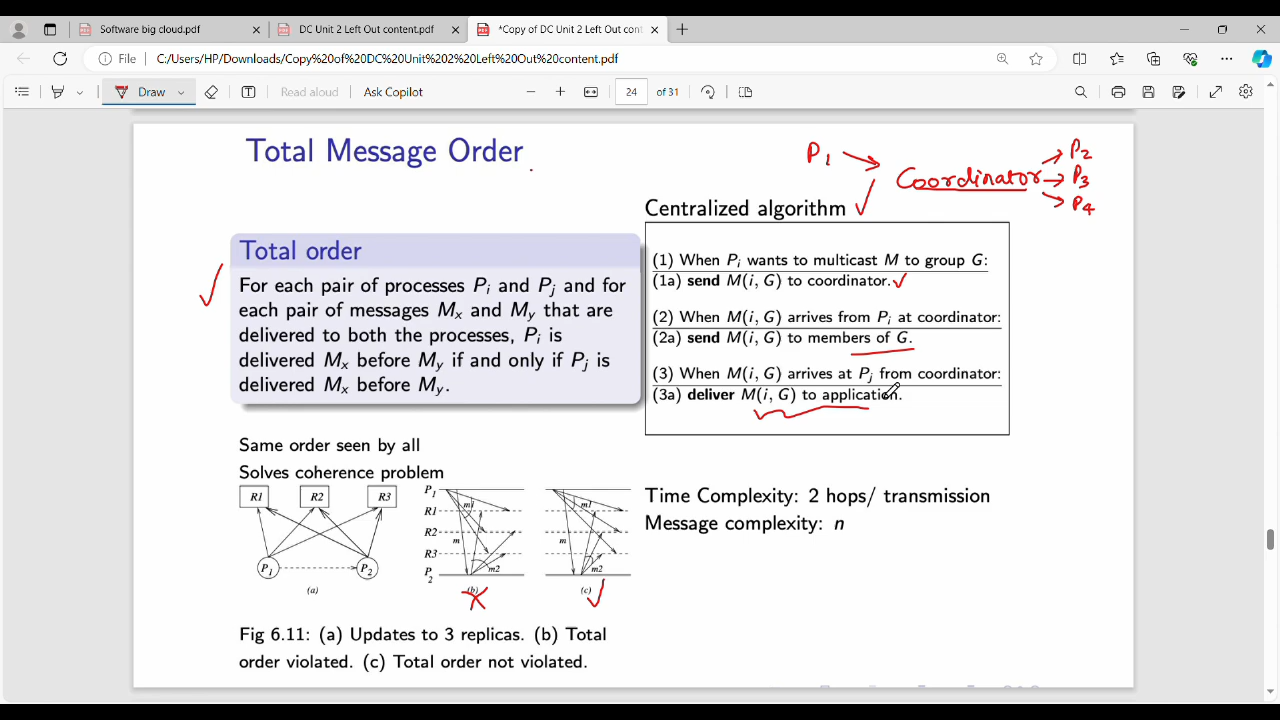 Software big cloud.pdf
DC Unit 2 Left Out content.pdf
*Copy of DC Unit 2 Left Out cont
File
C:/Users/HP/Downloads/Copy%20of%20DC%20Unit%202%20Left%20Out%20Content.pdf
Draw
Read aloud
Ask Copilot
24 of 31
Total Message Order
P1
Coordinator
P2
P3
P4
Total order
For each pair of processes Pi and Pj and for
each pair of messages Mx and My that are
delivered to both the processes, Pi is
delivered Mx before My if and only if Pj is
delivered Mx before My.
Same order seen by all
Solves coherence problem
R1 R2 R3
P1 P2
(a)
P1
R1
R2
R3
P2
m1
m
m2
(b)
m1
m
m2
(c)
Fig 6.11: (a) Updates to 3 replicas. (b) Total
order violated. (c) Total order not violated.
Centralized algorithm
(1) When Pi wants to multicast M to group G:
(1a) send M(i, G) to coordinator.
(2) When M(i, G) arrives from Pi at coordinator:
(2a) send M(i, G) to members of G.
(3) When M(i, G) arrives at Pj from coordinator:
(3a) deliver M(i, G) to application.
Time Complexity: 2 hops/ transmission
Message complexity: n